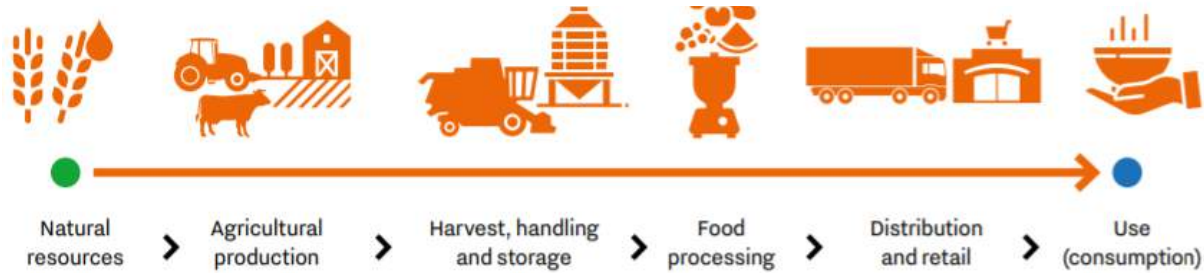 Natural
resources
Agricultural
production
Harvest, handling
and storage
Food
processing
Distribution
and retail
Use
(consumption)